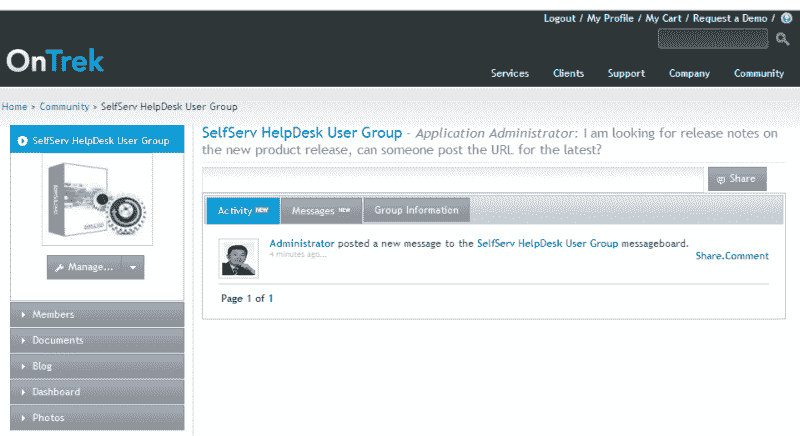 Logout / My Profile / My Cart / Request a Demo / ?
OnTrek
Services Clients Support Company Community
Home » Community » SelfServ HelpDesk User Group
SelfServ HelpDesk User Group
Manage...
Members
Documents
Blog
Dashboard
Photos
SelfServ HelpDesk User Group - Application Administrator: I am looking for release notes on
the new product release, can someone post the URL for the latest?
Share
Activity NEW Messages NEW Group Information
Administrator posted a new message to the SelfServ HelpDesk User Group messageboard.
4 minutes ago...
Share.Comment
Page 1 of 1